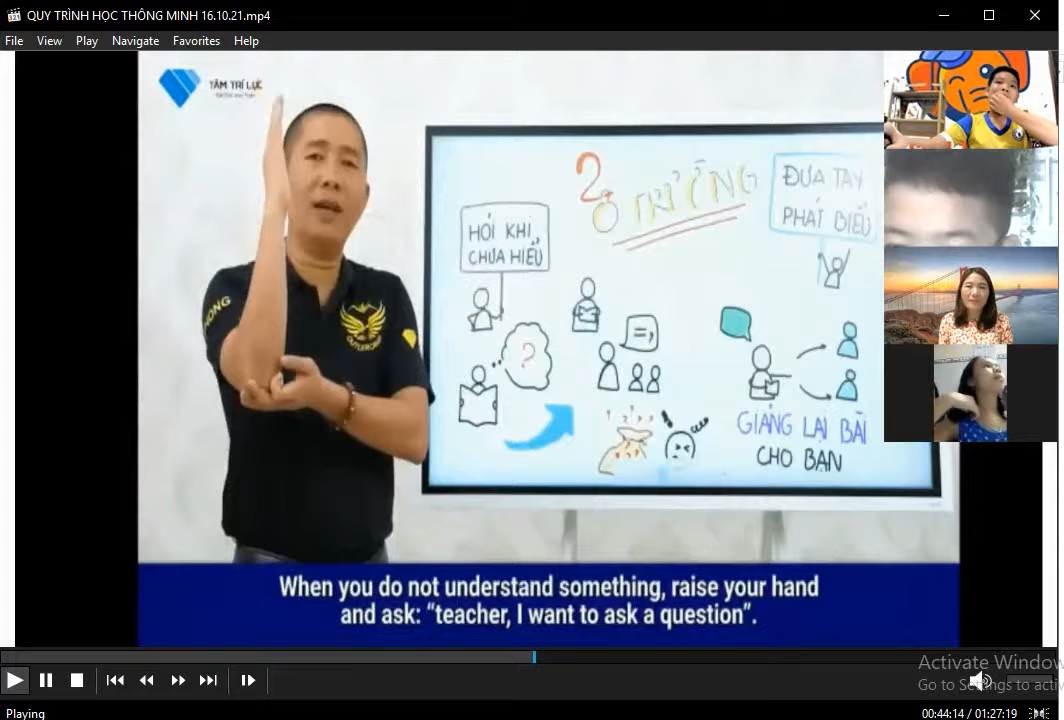 QUY TRÌNH HỌC THÔNG MINH 16.10.21.mp4
File View Play Navigate Favorites Help
TÂM TRÍ LỰC
2. Ở TRƯỜNG
ĐƯA TAY
PHÁT BIỂU
HỎI KHI
CHƯA HIỂU
?
=,
GIẢNG LẠI BÀI
CHO BẠN
When you do not understand something, raise your hand
and ask: “teacher, I want to ask a question”.
Activate Window
Go to Settings to acti
Playing
00:44:14 / 01:27:19